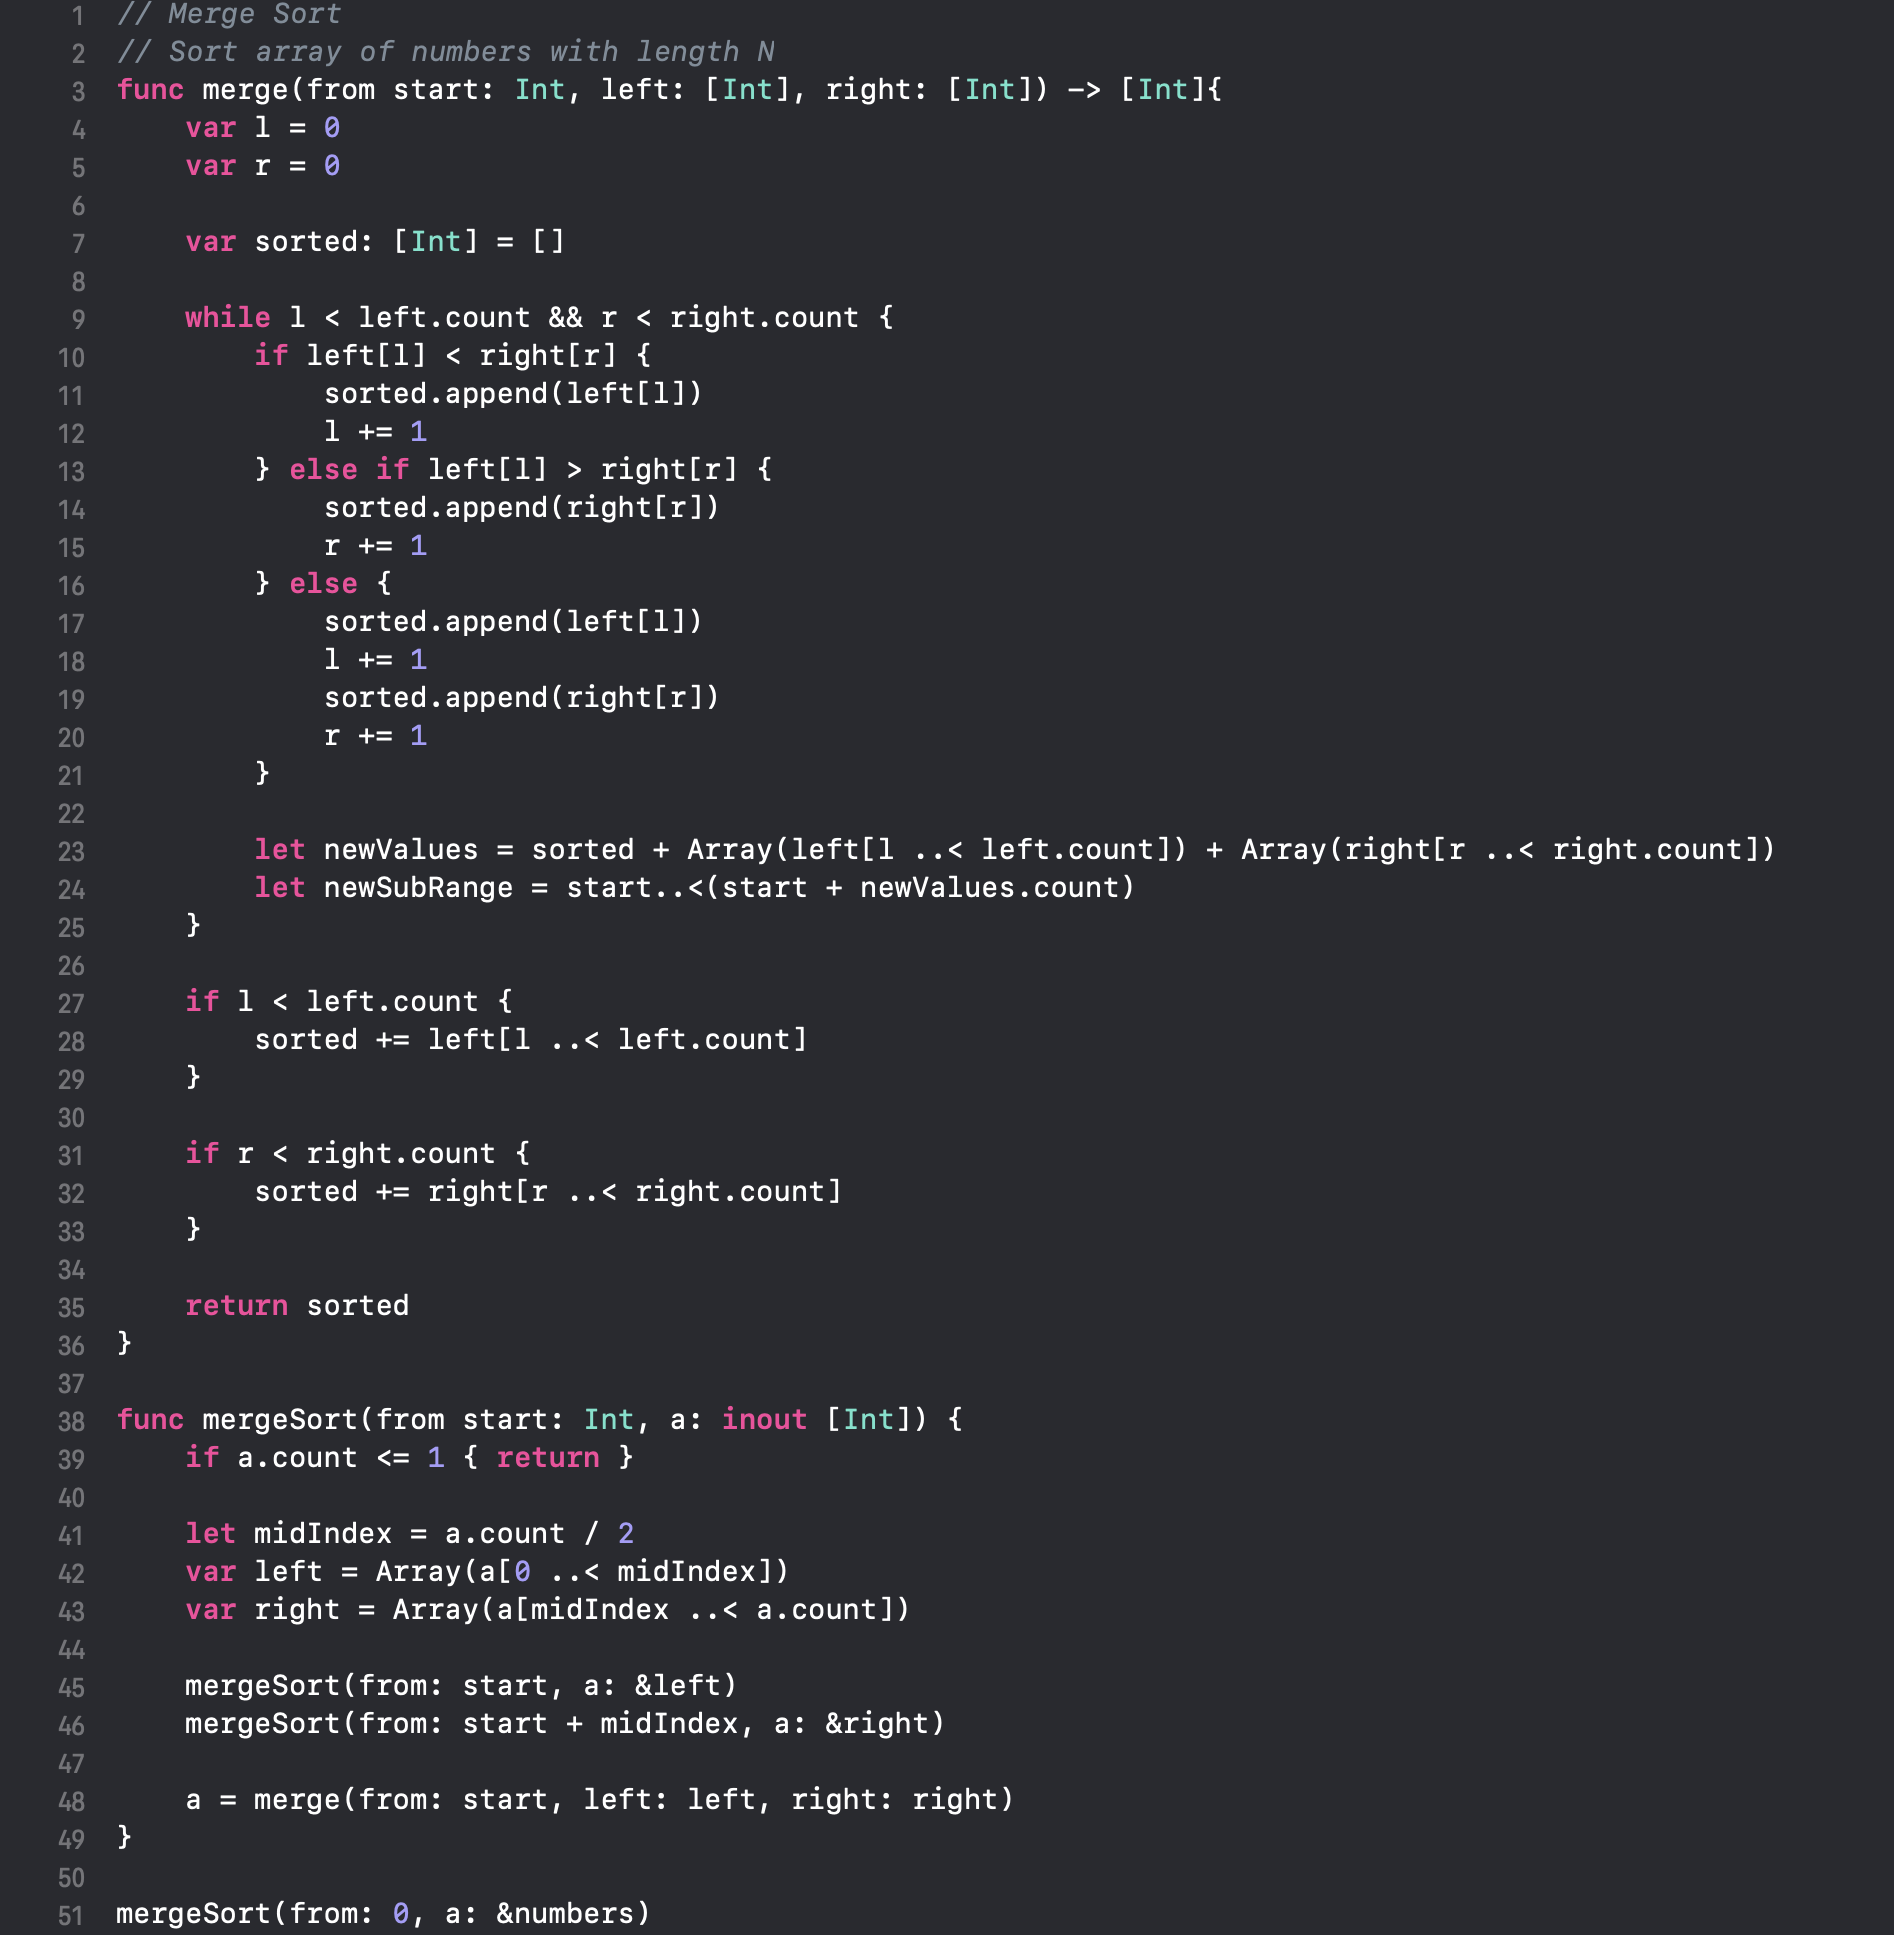 1 // Merge Sort
2 // Sort array of numbers with length N
3 func merge(from start: Int, left: [Int], right: [Int]) -> [Int]{
4     var l = 0
5     var r = 0
6
7     var sorted: [Int] = []
8
9     while l < left.count && r < right.count {
10         if left[l] < right[r] {
11             sorted.append(left[l])
12             l += 1
13         } else if left[l] > right[r] {
14             sorted.append(right[r])
15             r += 1
16         } else {
17             sorted.append(left[l])
18             l += 1
19             sorted.append(right[r])
20             r += 1
21         }
22
23         let newValues = sorted + Array(left[l ..< left.count]) + Array(right[r ..< right.count])
24         let newSubRange = start..<(start + newValues.count)
25     }
26
27     if l < left.count {
28         sorted += left[l ..< left.count]
29     }
30
31     if r < right.count {
32         sorted += right[r ..< right.count]
33     }
34
35     return sorted
36 }
37
38 func mergeSort(from start: Int, a: inout [Int]) {
39     if a.count <= 1 { return }
40
41     let midIndex = a.count / 2
42     var left = Array(a[0 ..< midIndex])
43     var right = Array(a[midIndex ..< a.count])
44
45     mergeSort(from: start, a: &left)
46     mergeSort(from: start + midIndex, a: &right)
47
48     a = merge(from: start, left: left, right: right)
49 }
50
51 mergeSort(from: 0, a: &numbers)